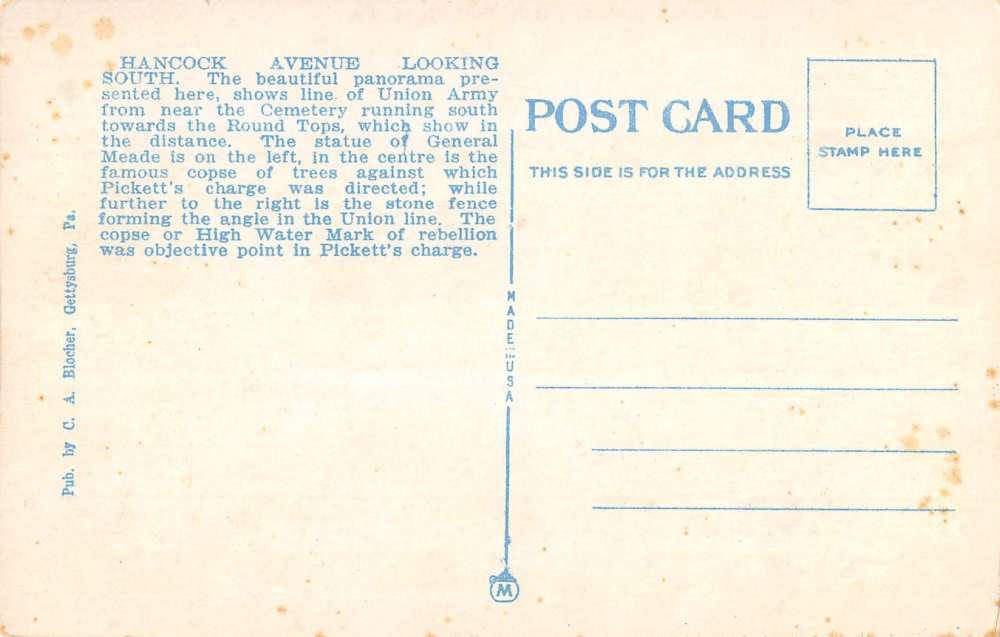 HANCOCK AVENUE LOOKING
SOUTH. The beautiful panorama pre-
sented here, shows line of Union Army
from near the Cemetery running south
towards the Round Tops, which show in
the distance. The statue of General
Meade is on the left, in the centre is the
famous copse of trees against which
Pickett's charge was directed; while
further to the right is the stone fence
forming the angle in the Union line. The
copse or High Water Mark of rebellion
was objective point in Pickett's charge.
Pub. by C. A. Blocher, Gettysburg, Pa.
MADE IN USA
M
POST CARD
THIS SIDE IS FOR THE ADDRESS
PLACE
STAMP HERE